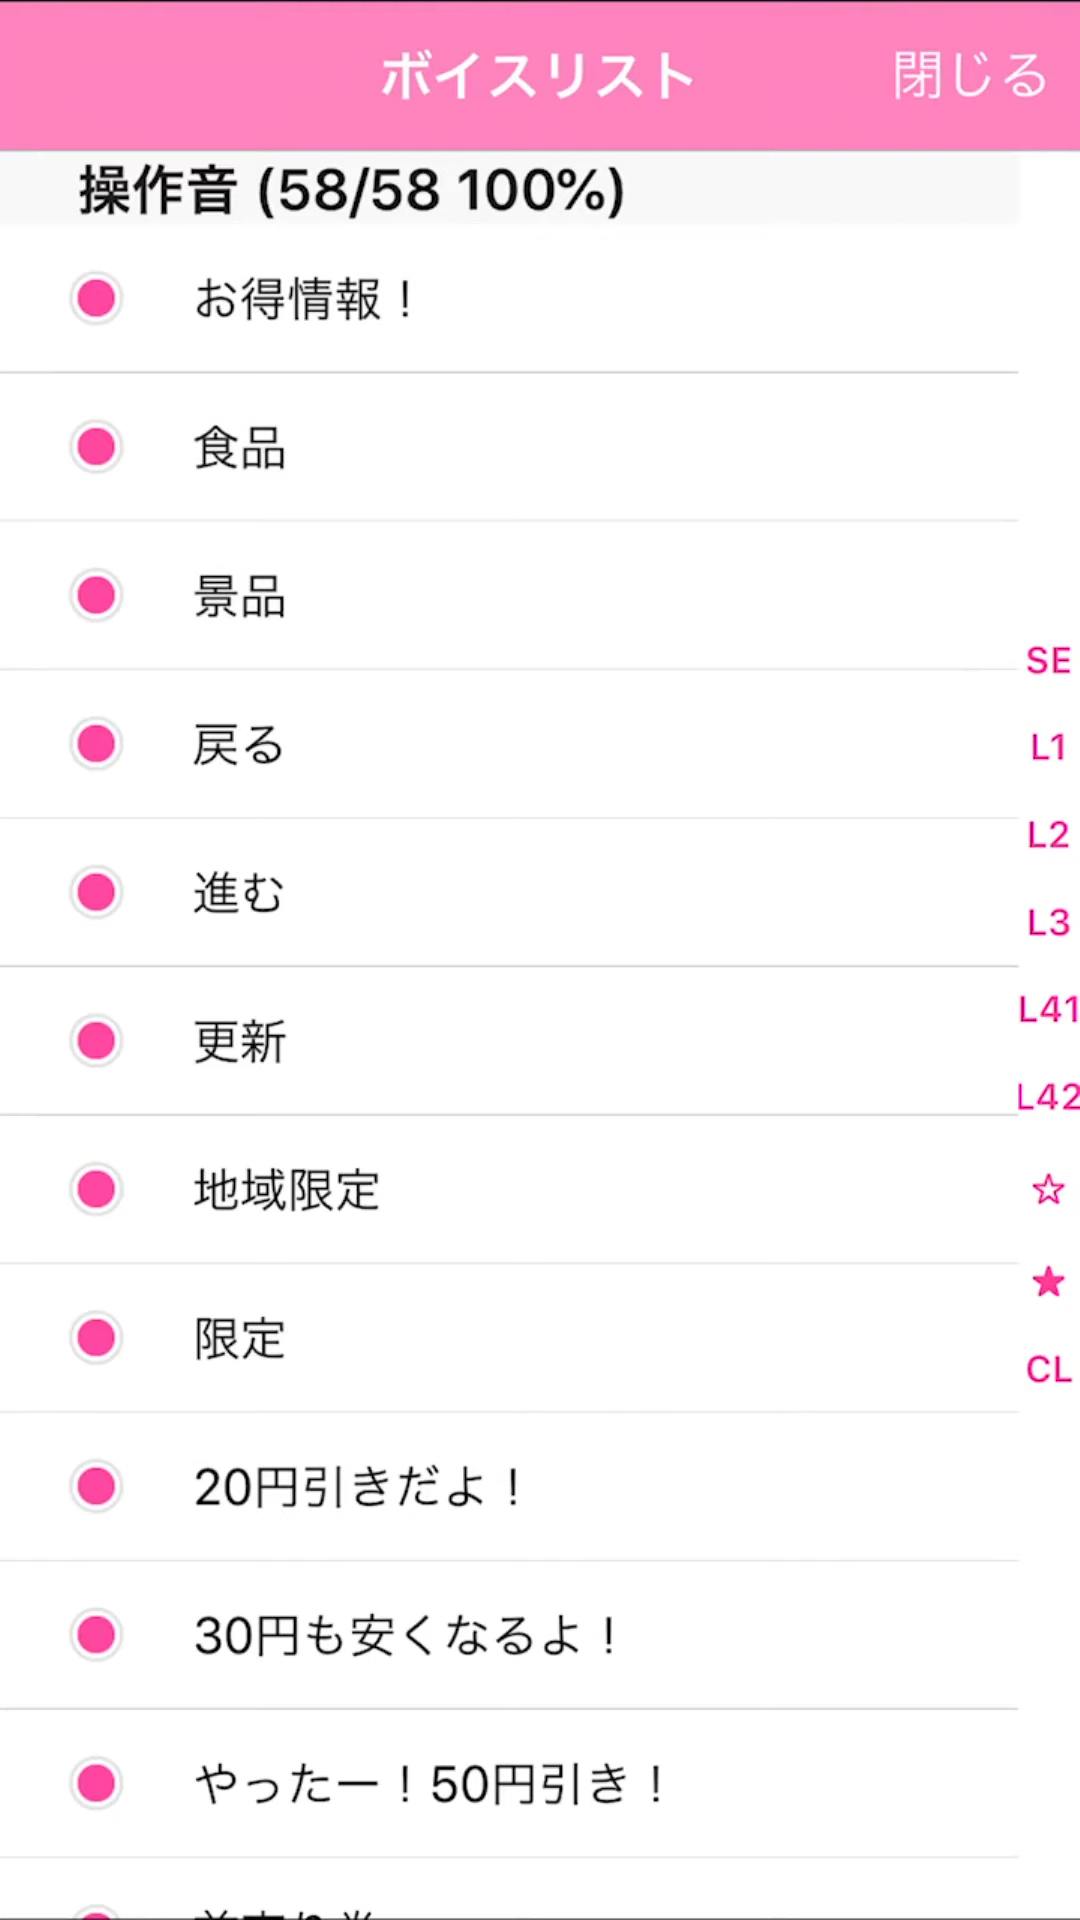 ボイスリスト
閉じる
操作音 (58/58 100%)
お得情報！
食品
景品
戻る
進む
更新
地域限定
限定
20円引きだよ！
30円も安くなるよ！
やったー！50円引き！
SE
L1
L2
L3
L41
L42
☆
★
CL